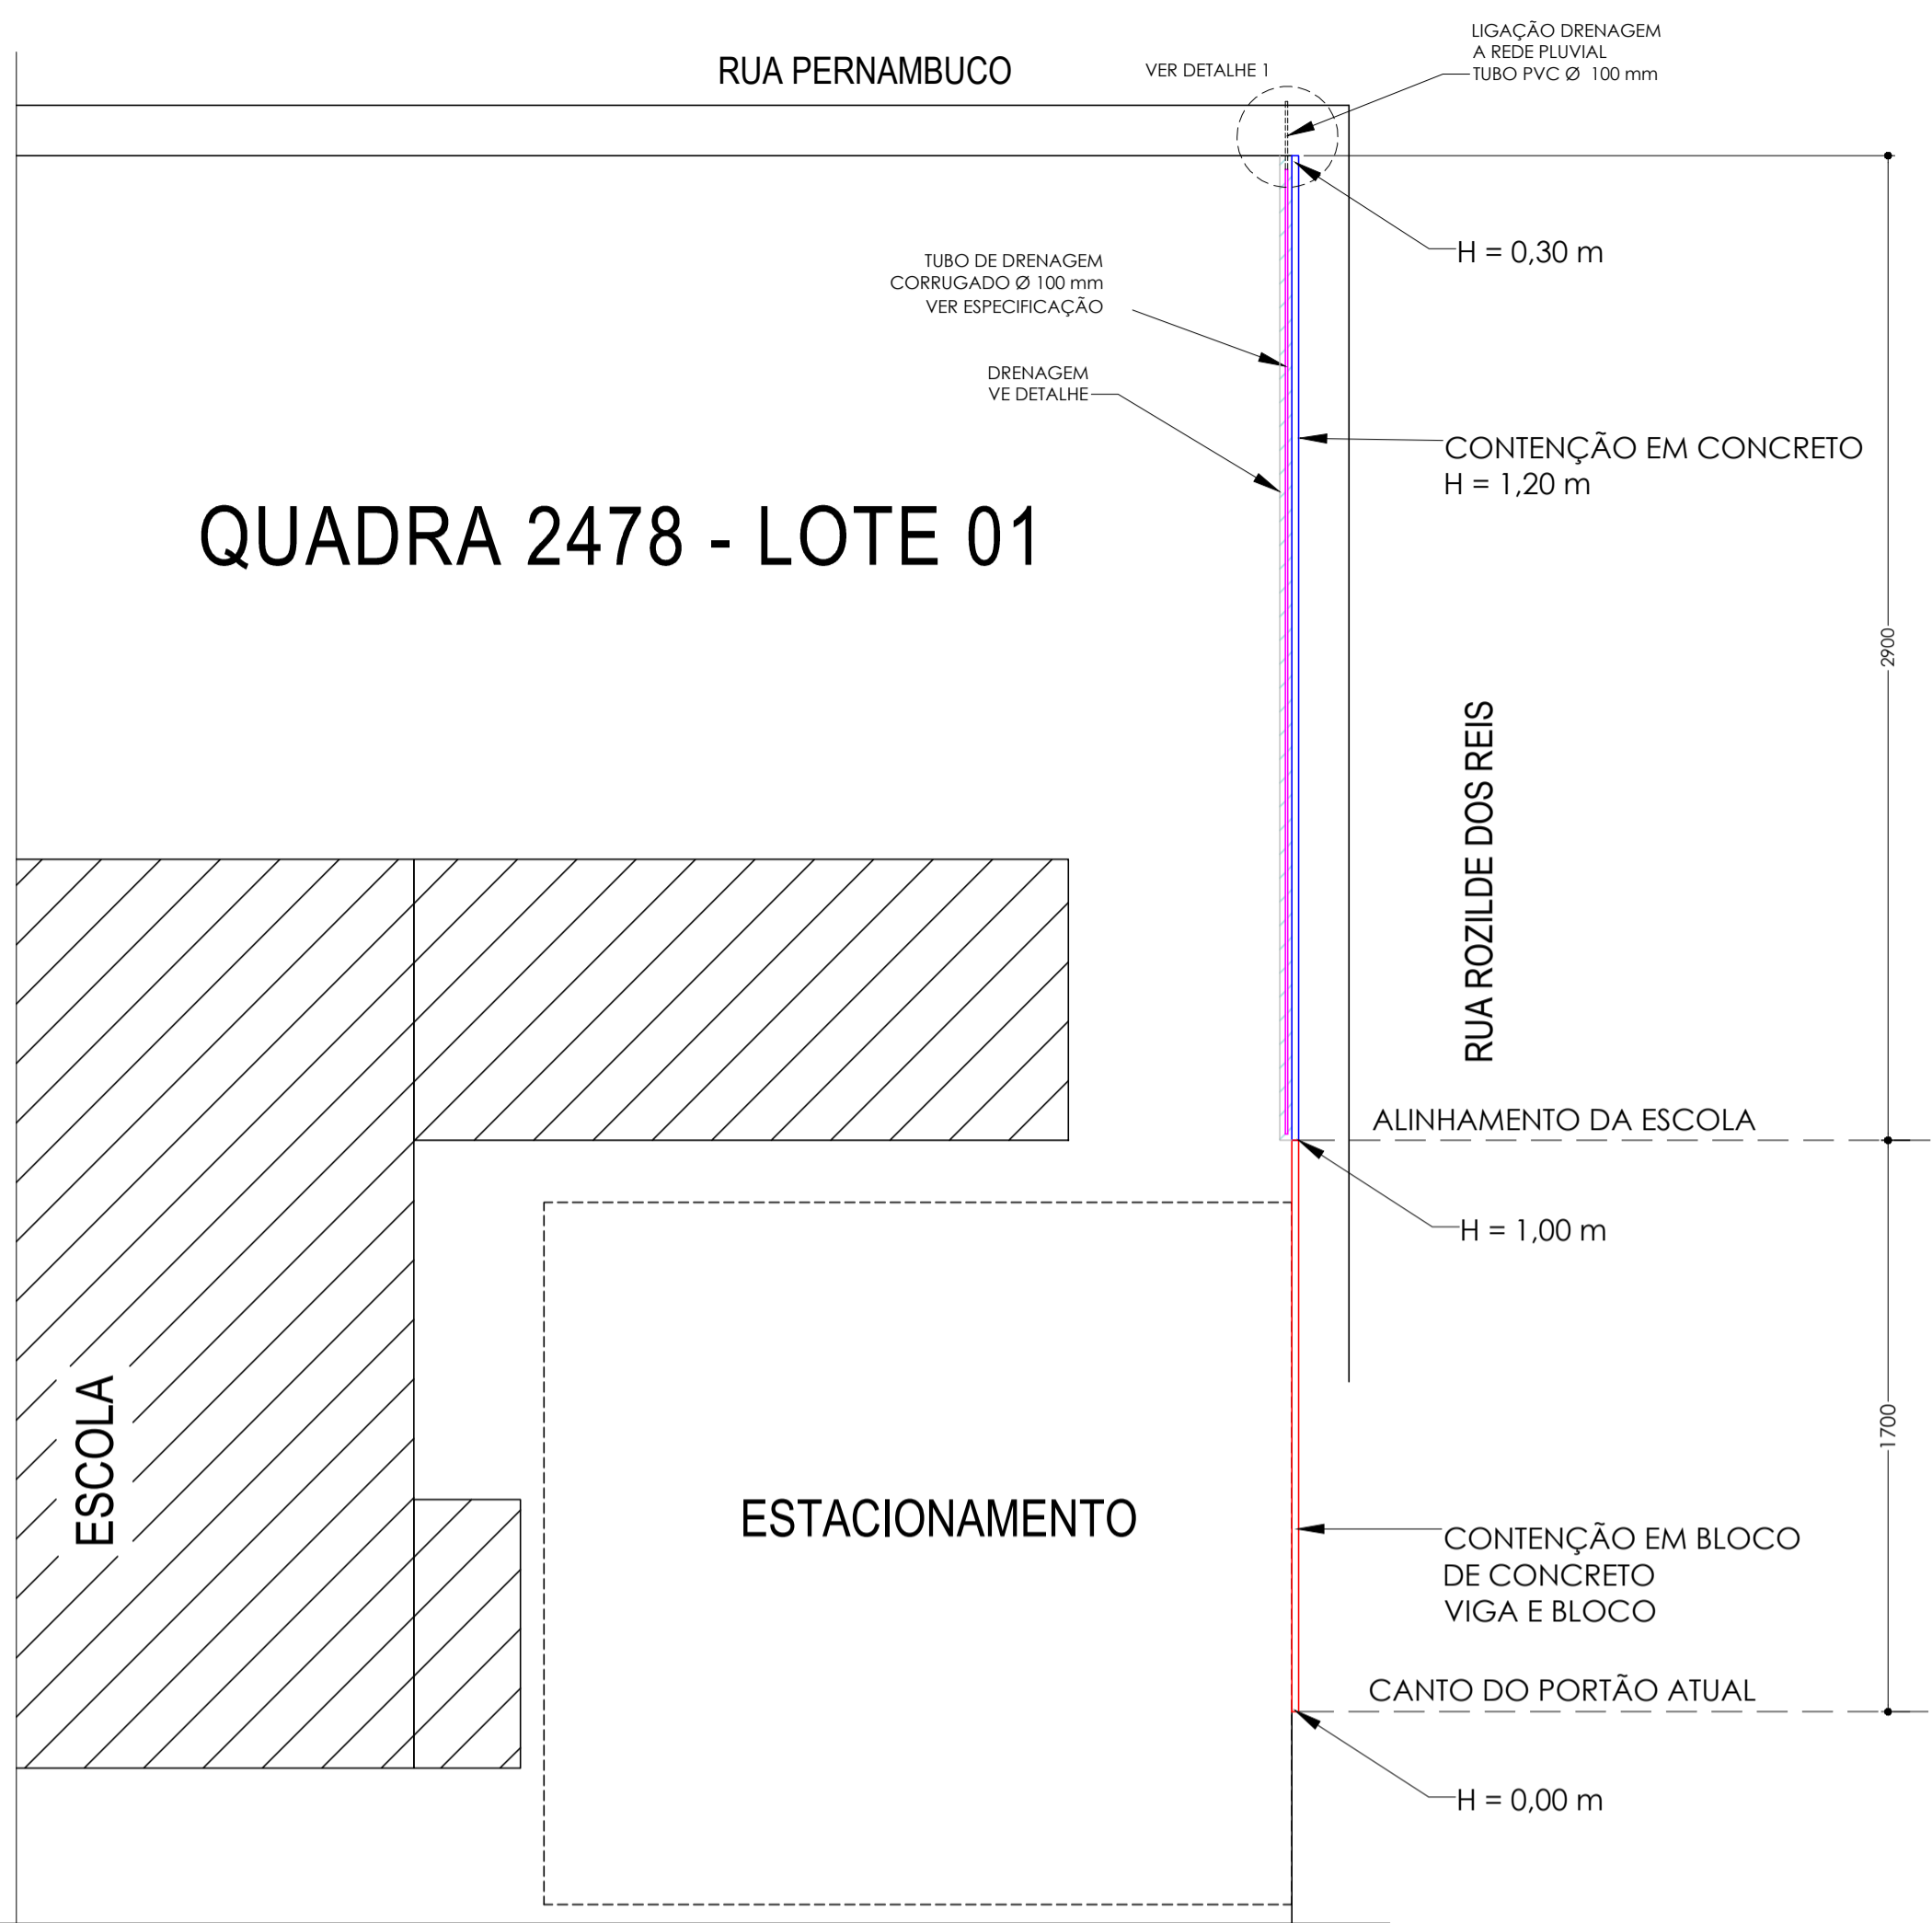 RUA PERNAMBUCO
VER DETALHE 1
LIGAÇÃO DRENAGEM
A REDE PLUVIAL
TUBO PVC Ø 100 mm
H = 0,30 m
TUBO DE DRENAGEM
CORRUGADO Ø 100 mm
VER ESPECIFICAÇÃO
DRENAGEM
VE DETALHE
CONTENÇÃO EM CONCRETO
H = 1,20 m
QUADRA 2478 - LOTE 01
2900
RUA ROZILDE DOS REIS
ALINHAMENTO DA ESCOLA
H = 1,00 m
ESCOLA
ESTACIONAMENTO
1700
CONTENÇÃO EM BLOCO
DE CONCRETO
VIGA E BLOCO
CANTO DO PORTÃO ATUAL
H = 0,00 m